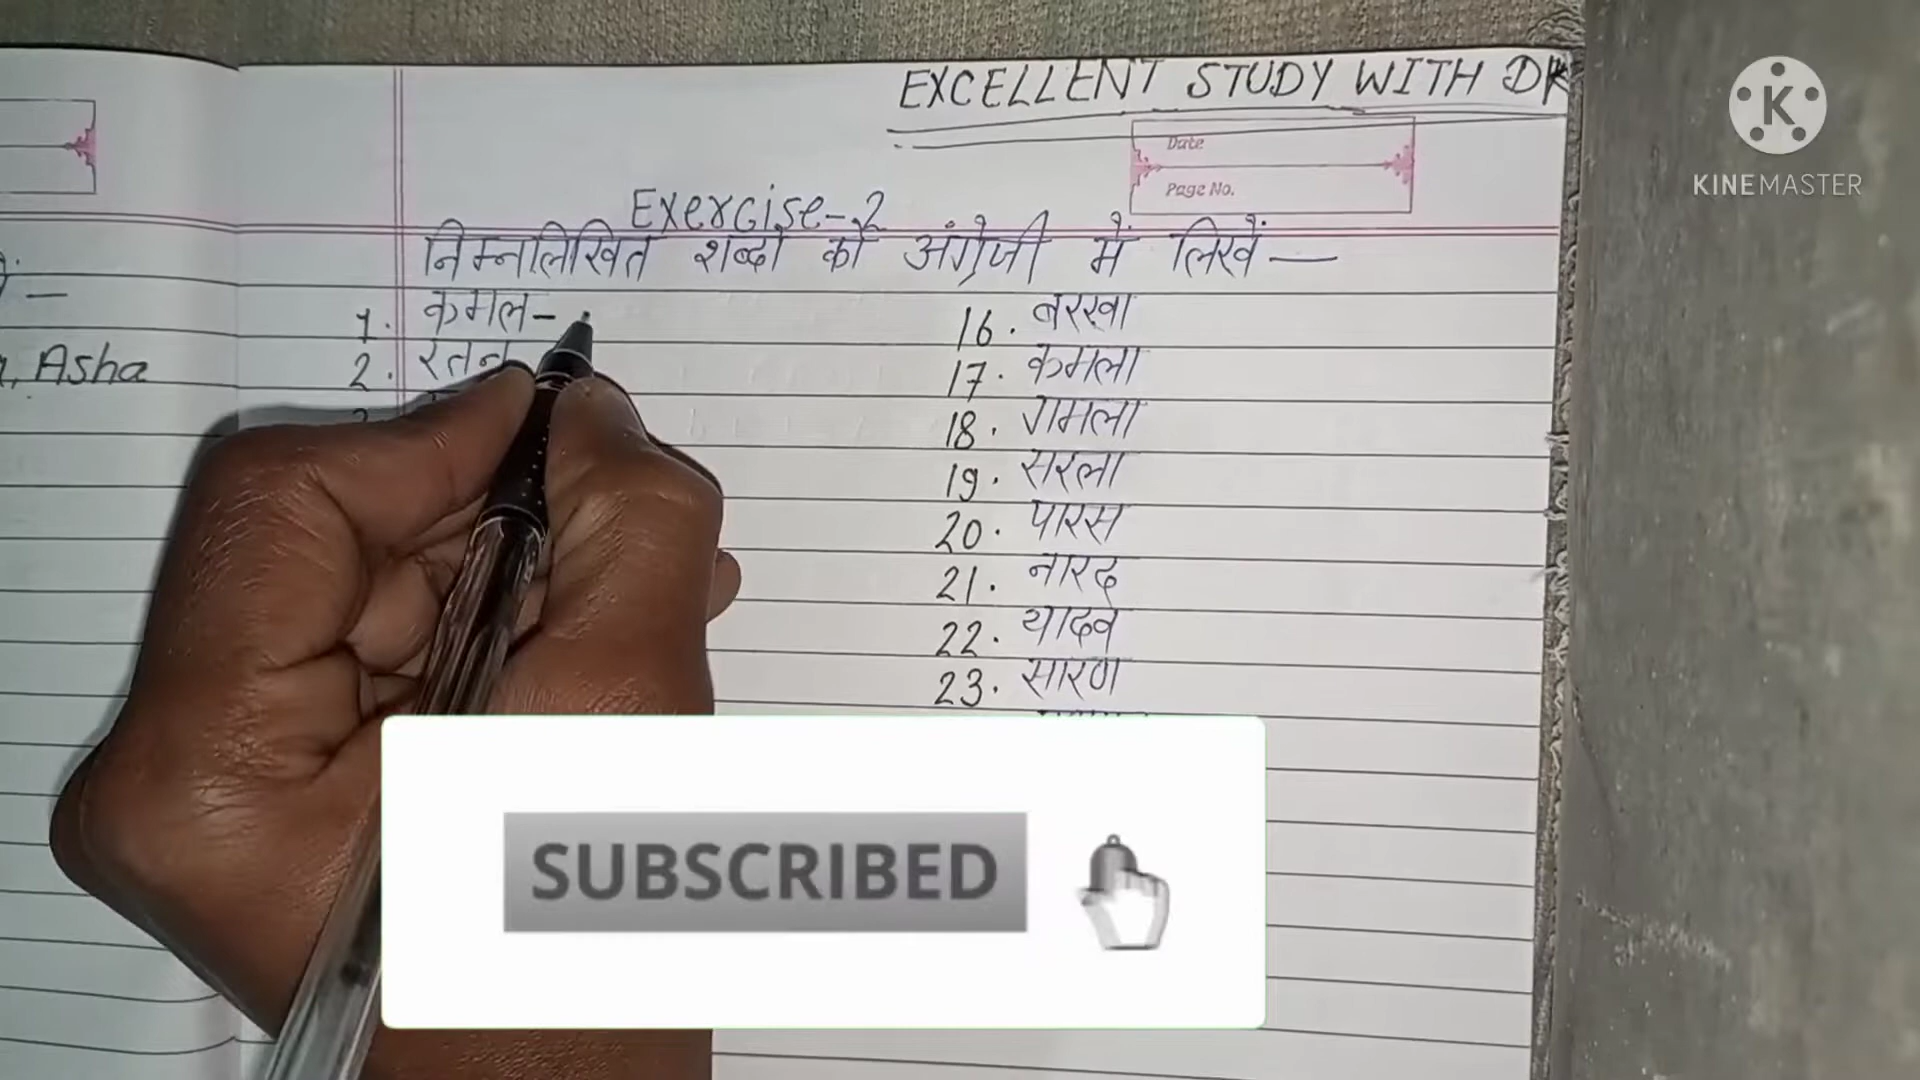 EXCELLENT STUDY WITH DK
Date
Page No.
KINEMASTER
Exercise-2
निम्नलिखित शब्दों को अंग्रेजी में लिखें —
1. कमल -
2. रतन
Asha
16. बरखा
17. कमला
18. गमला
19. सरला
20. पारस
21. नारद
22. यादव
23. सारण
SUBSCRIBED